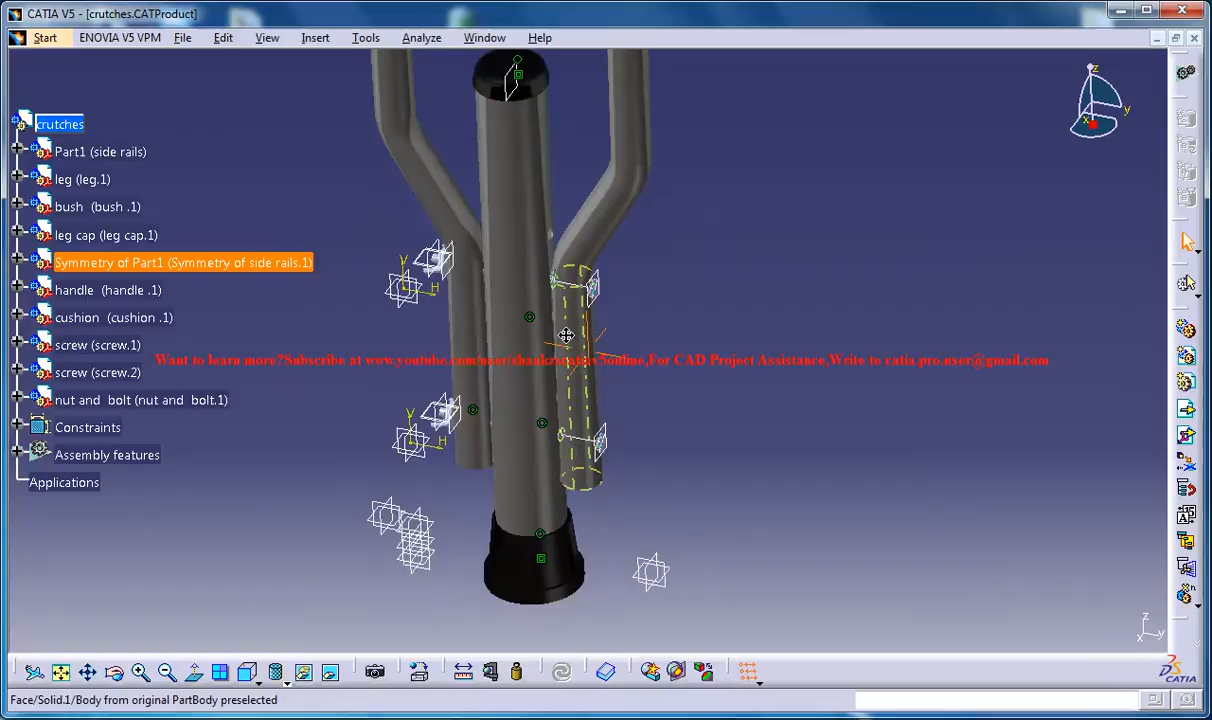 CATIA V5 - [crutches.CATProduct]
Start ENOVIA V5 VPM File Edit View Insert Tools Analyze Window Help
crutches
Part1 (side rails)
leg (leg.1)
bush (bush .1)
leg cap (leg cap.1)
Symmetry of Part1 (Symmetry of side rails.1)
handle (handle .1)
cushion (cushion .1)
screw (screw.1)
screw (screw.2)
nut and bolt (nut and bolt.1)
Constraints
Assembly features
Applications
z
y
x
V
H
V
H
Want to learn more?Subscribe at www.youtube.com/user/shaakzcatiav5online,For CAD Project Assistance,Write to catia.pro.user@gmail.com
z
x y
CATIA
Face/Solid.1/Body from original PartBody preselected